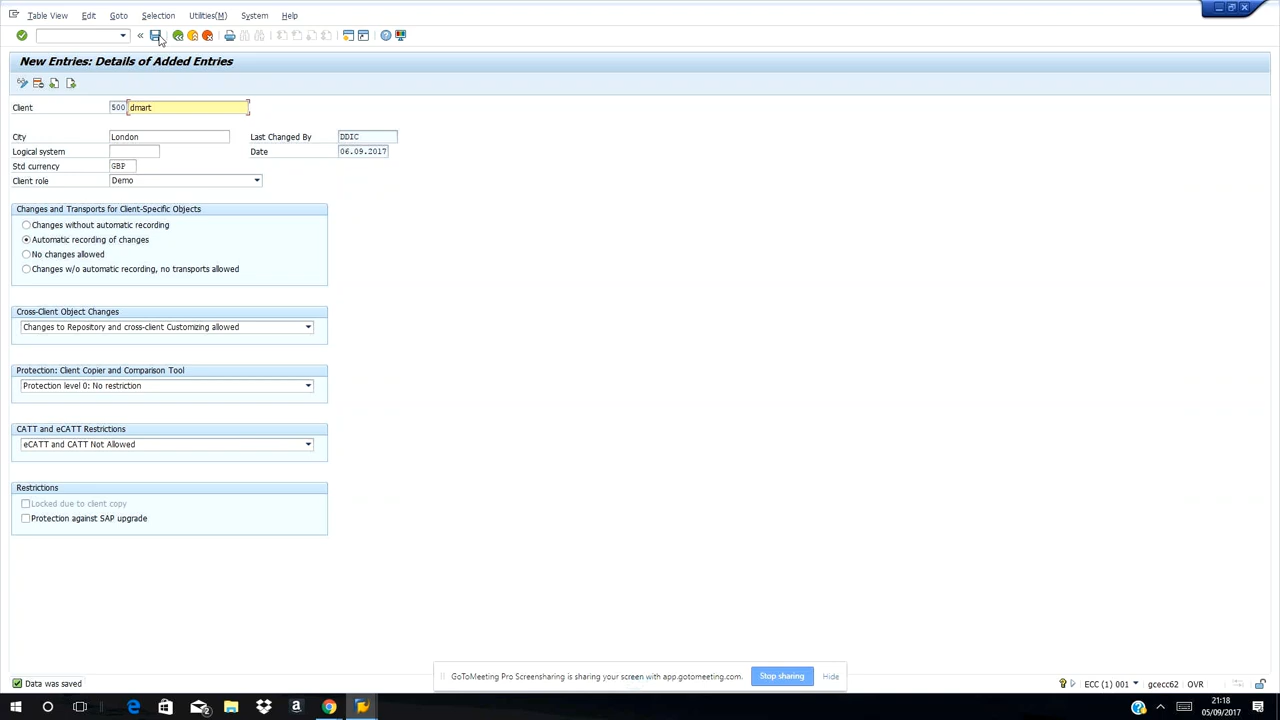 Table View Edit Goto Selection Utilities(M) System Help
New Entries: Details of Added Entries
Client 500 dmart
City London Last Changed By DDIC
Logical system Date 06.09.2017
Std currency GBP
Client role Demo
Changes and Transports for Client-Specific Objects
Changes without automatic recording
Automatic recording of changes
No changes allowed
Changes w/o automatic recording, no transports allowed
Cross-Client Object Changes
Changes to Repository and cross-client Customizing allowed
Protection: Client Copier and Comparison Tool
Protection level 0: No restriction
CATT and eCATT Restrictions
eCATT and CATT Not Allowed
Restrictions
Locked due to client copy
Protection against SAP upgrade
GoToMeeting Pro Screensharing is sharing your screen with app.gotomeeting.com. Stop sharing Hide
Data was saved ECC (1) 001 gcecc62 OVR
21:18
05/09/2017